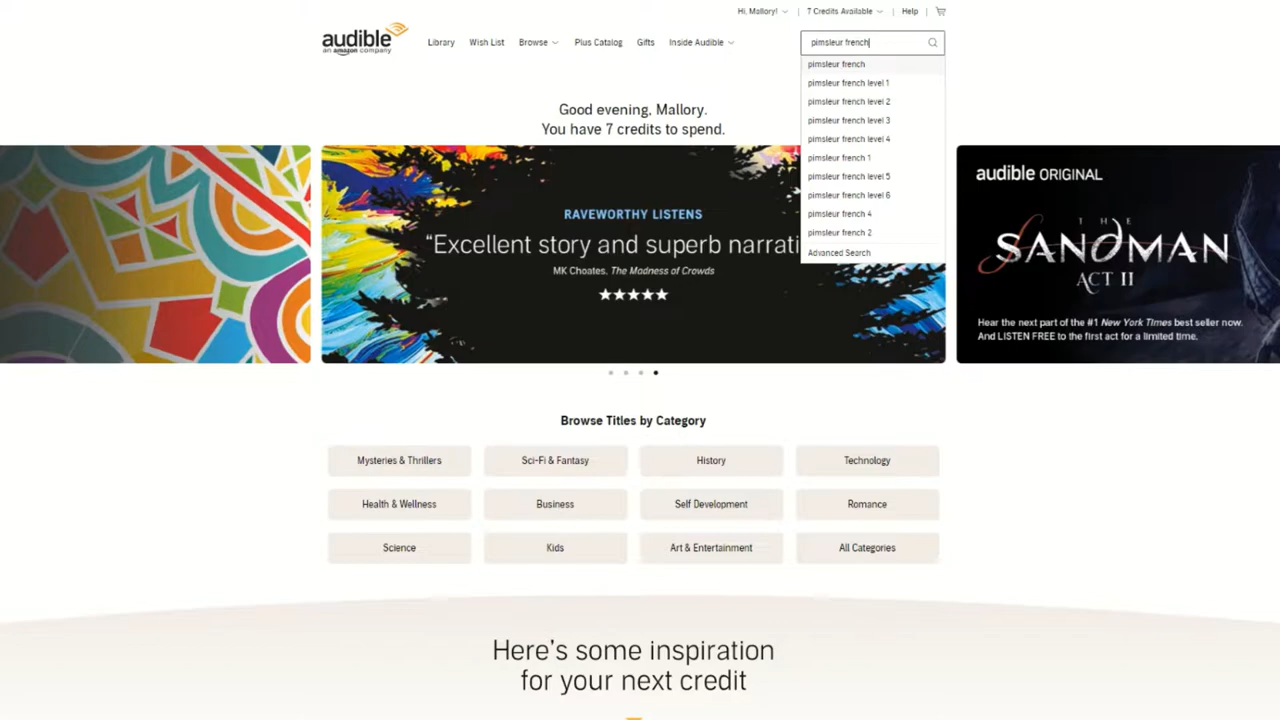 Hi, Mallory!
7 Credits Available
Help
audible
an amazon company
Library
Wish List
Browse
Plus Catalog
Gifts
Inside Audible
pimsleur french
pimsleur french
pimsleur french level 1
pimsleur french level 2
pimsleur french level 3
pimsleur french level 4
pimsleur french 1
pimsleur french level 5
pimsleur french level 6
pimsleur french 4
pimsleur french 2
Advanced Search
Good evening, Mallory.
You have 7 credits to spend.
RAVEWORTHY LISTENS
“Excellent story and superb narrati
MK Choates, The Madness of Crowds
audible ORIGINAL
THE
SANDMAN
ACT II
Hear the next part of the #1 New York Times best seller now.
And LISTEN FREE to the first act for a limited time.
Browse Titles by Category
Mysteries & Thrillers
Sci-Fi & Fantasy
History
Technology
Health & Wellness
Business
Self Development
Romance
Science
Kids
Art & Entertainment
All Categories
Here's some inspiration
for your next credit